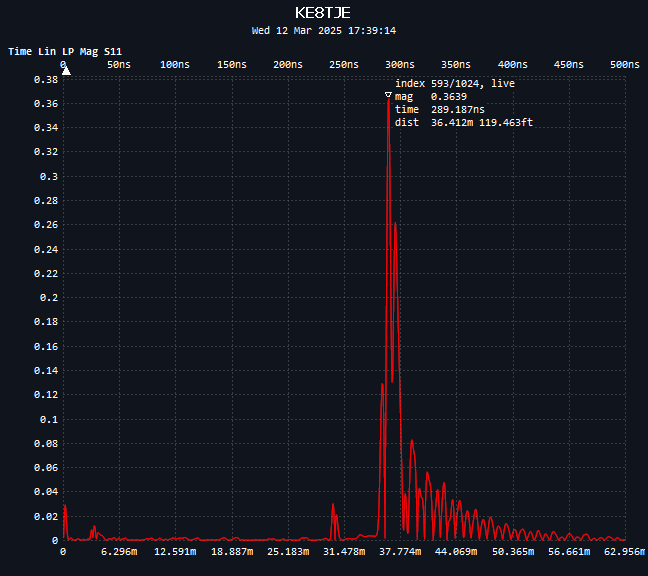 KE8TJE
Wed 12 Mar 2025 17:39:14
Time Lin LP Mag S11
0 50ns 100ns 150ns 200ns 250ns 300ns 350ns 400ns 450ns 500ns
0.38
index 593/1024, live
mag 0.3639
time 289.187ns
dist 36.412m 119.463ft
0.36
0.34
0.32
0.3
0.28
0.26
0.24
0.22
0.2
0.18
0.16
0.14
0.12
0.1
0.08
0.06
0.04
0.02
0
0 6.296m 12.591m 18.887m 25.183m 31.478m 37.774m 44.069m 50.365m 56.661m 62.956m